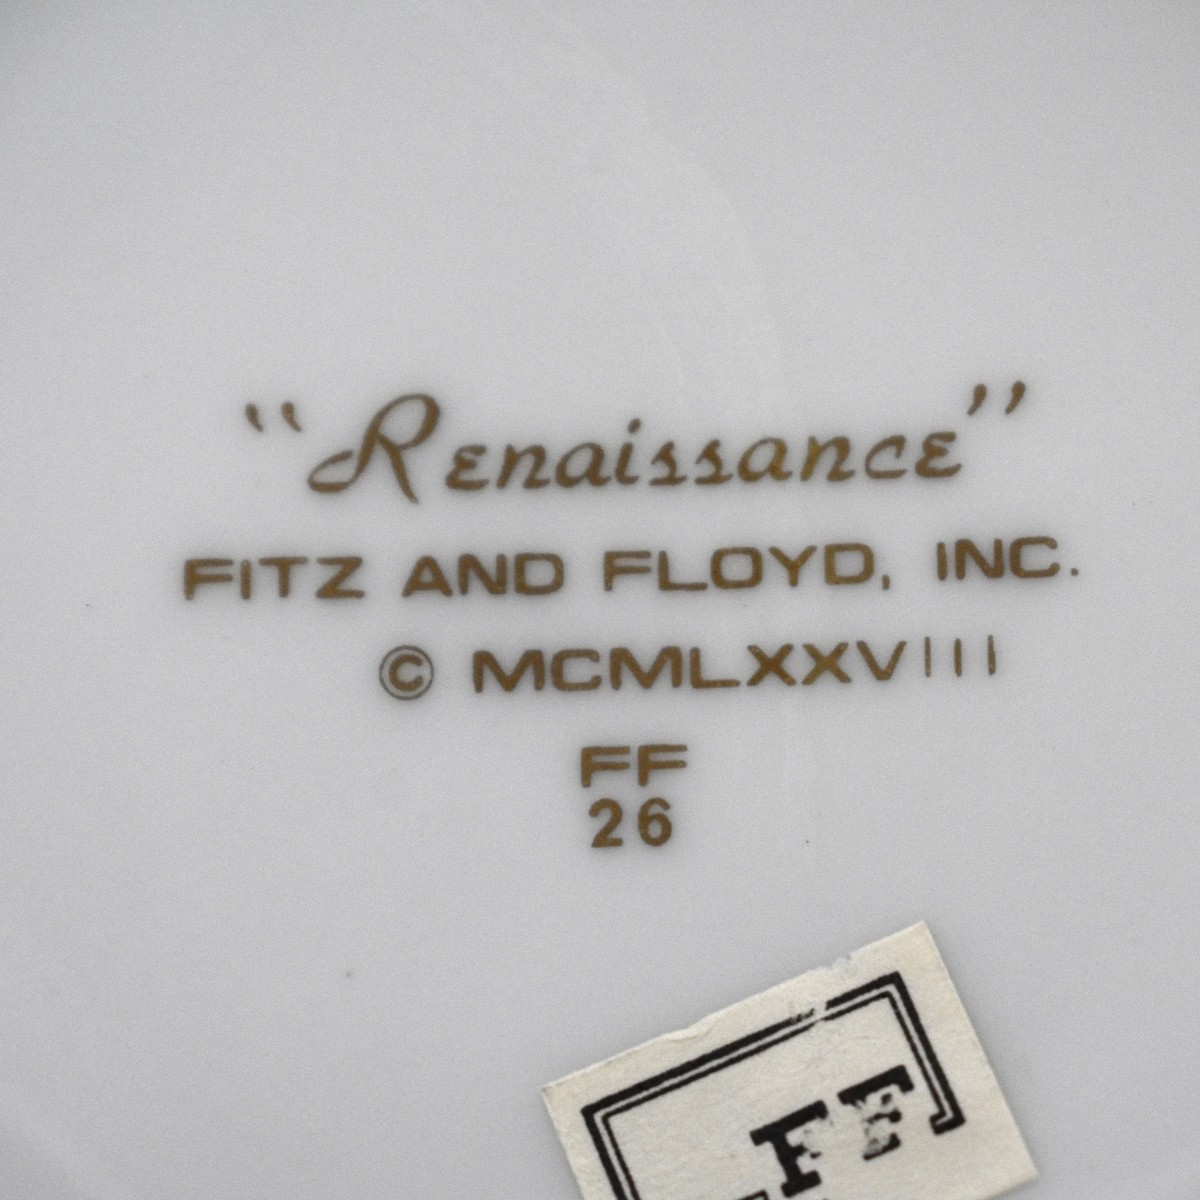 “Renaissance”
FITZ AND FLOYD, INC.
© MCMLXXVIII
FF
26
FF